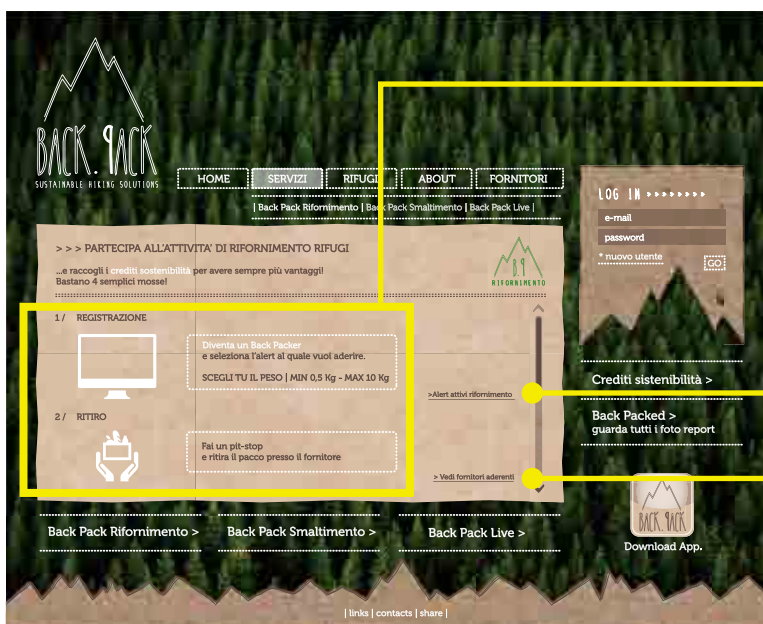 BACK.PACK
SUSTAINABLE HIKING SOLUTIONS
HOME
SERVIZI
RIFUGI
ABOUT
FORNITORI
| Back Pack Rifornimento | Back Pack Smaltimento | Back Pack Live |
LOG IN
e-mail
password
* nuovo utente
GO
> > > PARTECIPA ALL'ATTIVITA' DI RIFORNIMENTO RIFUGI
...e raccogli i crediti sostenibilità per avere sempre più vantaggi!
Bastano 4 semplici mosse!
B.P
RIFORNIMENTO
1 / REGISTRAZIONE
Diventa un Back Packer
e seleziona l'alert al quale vuoi aderire.
SCEGLI TU IL PESO | MIN 0,5 Kg - MAX 10 Kg
>Alert attivi rifornimento
2 / RITIRO
Fai un pit-stop
e ritira il pacco presso il fornitore
> Vedi fornitori aderenti
Crediti sistenibilità >
Back Packed >
guarda tutti i foto report
BACK.PACK
Download App.
Back Pack Rifornimento >
Back Pack Smaltimento >
Back Pack Live >
| links | contacts | share |